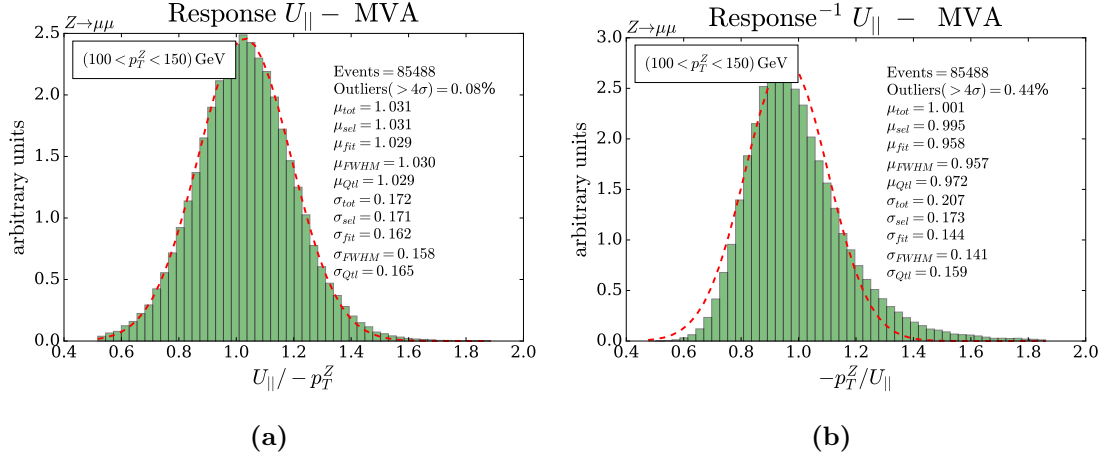 Response U|| − MVA
Z→μμ
(100 < p_T^Z < 150) GeV
Events = 85488
Outliers( > 4σ) = 0.08%
μ_tot = 1.031
μ_sel = 1.031
μ_fit = 1.029
μ_FWHM = 1.030
μ_Qtl = 1.029
σ_tot = 0.172
σ_sel = 0.171
σ_fit = 0.162
σ_FWHM = 0.158
σ_Qtl = 0.165
arbitrary units
2.5
2.0
1.5
1.0
0.5
0.0
0.4 0.6 0.8 1.0 1.2 1.4 1.6 1.8 2.0
U|| / − p_T^Z
(a)
Response⁻¹ U|| − MVA
Z→μμ
(100 < p_T^Z < 150) GeV
Events = 85488
Outliers( > 4σ) = 0.44%
μ_tot = 1.001
μ_sel = 0.995
μ_fit = 0.958
μ_FWHM = 0.957
μ_Qtl = 0.972
σ_tot = 0.207
σ_sel = 0.173
σ_fit = 0.144
σ_FWHM = 0.141
σ_Qtl = 0.159
arbitrary units
3.0
2.5
2.0
1.5
1.0
0.5
0.0
0.4 0.6 0.8 1.0 1.2 1.4 1.6 1.8 2.0
−p_T^Z / U||
(b)